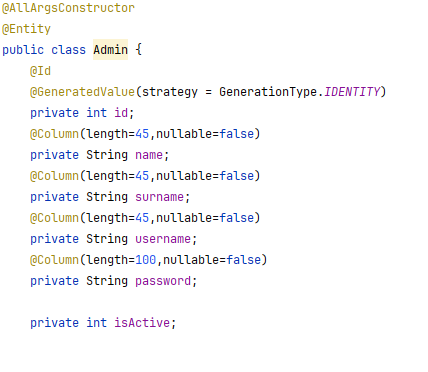 @AllArgsConstructor
@Entity
public class Admin {
@Id
@GeneratedValue(strategy = GenerationType.IDENTITY)
private int id;
@Column(length=45,nullable=false)
private String name;
@Column(length=45,nullable=false)
private String surname;
@Column(length=45,nullable=false)
private String username;
@Column(length=100,nullable=false)
private String password;
private int isActive;